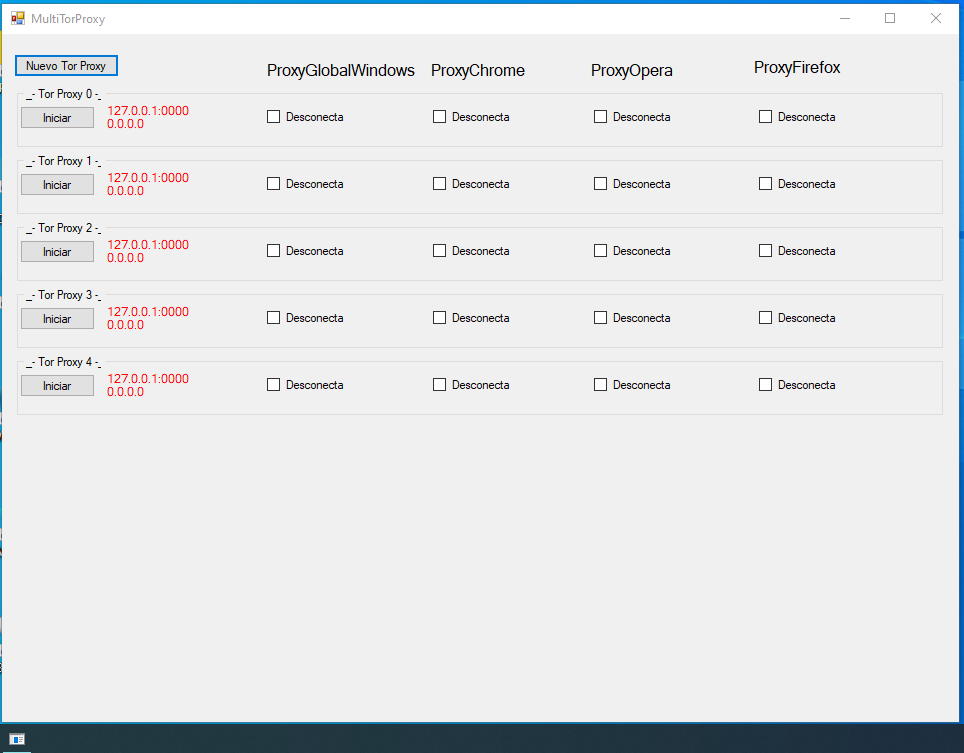 MultiTorProxy
Nuevo Tor Proxy
ProxyGlobalWindows ProxyChrome ProxyOpera ProxyFirefox
_- Tor Proxy 0 -_
Iniciar 127.0.0.1:0000 Desconecta Desconecta Desconecta Desconecta
0.0.0.0
_- Tor Proxy 1 -_
Iniciar 127.0.0.1:0000 Desconecta Desconecta Desconecta Desconecta
0.0.0.0
_- Tor Proxy 2 -_
Iniciar 127.0.0.1:0000 Desconecta Desconecta Desconecta Desconecta
0.0.0.0
_- Tor Proxy 3 -_
Iniciar 127.0.0.1:0000 Desconecta Desconecta Desconecta Desconecta
0.0.0.0
_- Tor Proxy 4 -_
Iniciar 127.0.0.1:0000 Desconecta Desconecta Desconecta Desconecta
0.0.0.0